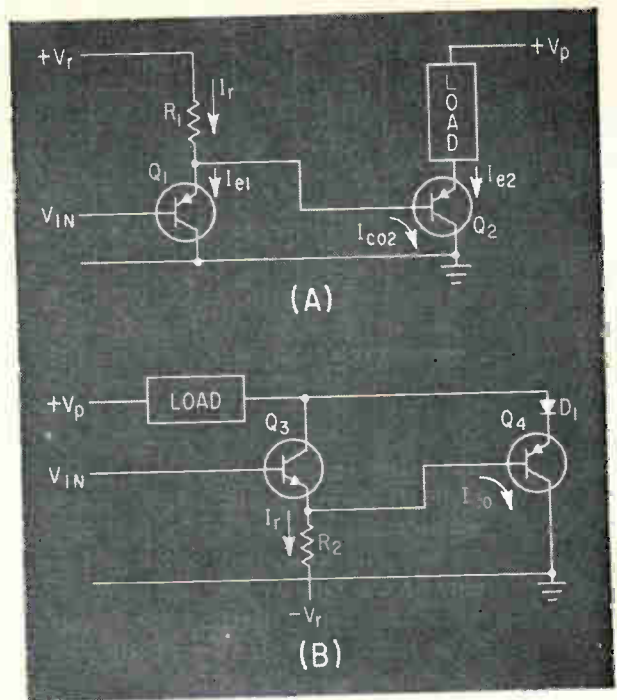 +Vr
+Vp
Ir
LOAD
R1
Q1
Ie1
Ie2
VIN
Ico2
Q2
(A)
+Vp
LOAD
Q3
Q4
D1
VIN
Ir
R2
-Vr
(B)